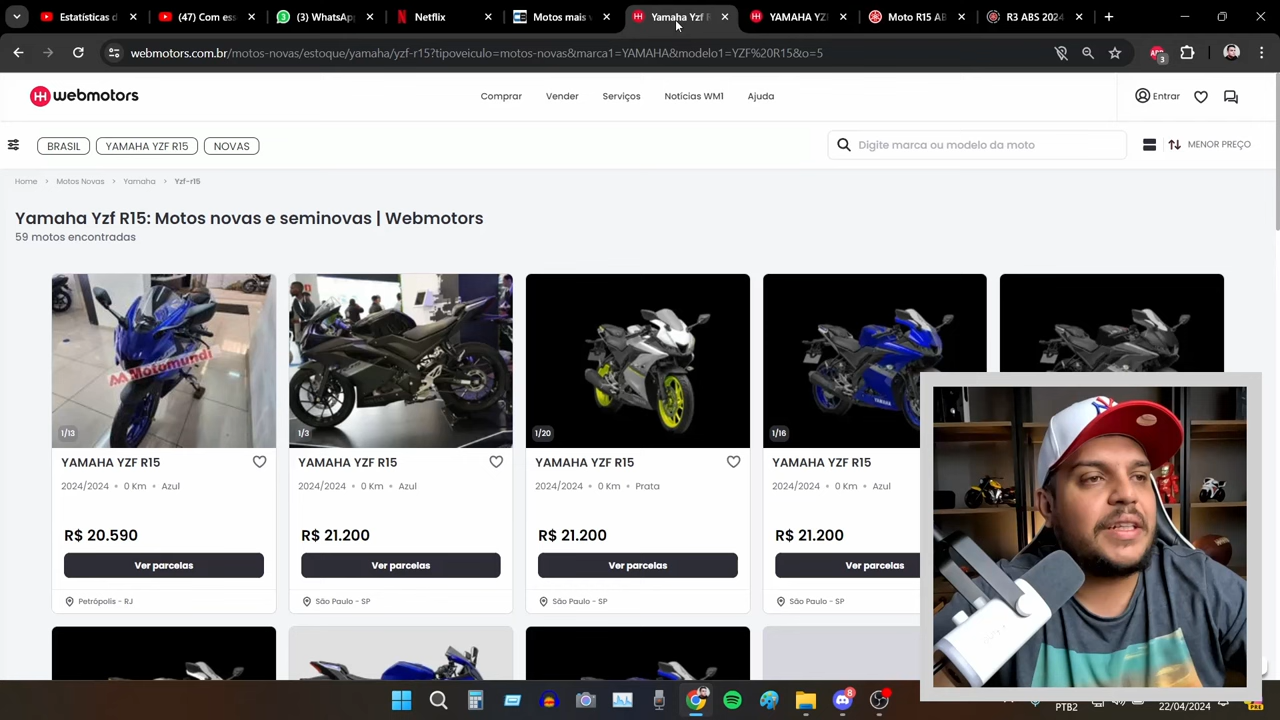 Estatísticas d
(47) Com es
(3) WhatsAp
Netflix
Motos mais v
Yamaha Yzf R
YAMAHA YZ
Moto R15 AB
R3 ABS 2024
webmotors.com.br/motos-novas/estoque/yamaha/yzf-r15?tipoveiculo=motos-novas&marca1=YAMAHA&modelo1=YZF%20R15&o=5
3
webmotors
Comprar
Vender
Serviços
Notícias WM1
Ajuda
Entrar
BRASIL
YAMAHA YZF R15
NOVAS
Digite marca ou modelo da moto
MENOR PREÇO
Home > Motos Novas > Yamaha > Yzf-r15
Yamaha Yzf R15: Motos novas e seminovas | Webmotors
59 motos encontradas
Motomundi
YAMAHA
1/13
1/3
1/20
1/16
YAMAHA YZF R15
YAMAHA YZF R15
YAMAHA YZF R15
YAMAHA YZF R15
2024/2024 • 0 Km • Azul
2024/2024 • 0 Km • Azul
2024/2024 • 0 Km • Prata
2024/2024 • 0 Km • Azul
R$ 20.590
R$ 21.200
R$ 21.200
R$ 21.200
Ver parcelas
Ver parcelas
Ver parcelas
Ver parcelas
Petrópolis - RJ
São Paulo - SP
São Paulo - SP
São Paulo - SP
8
PTB2
22/04/2024
PRE